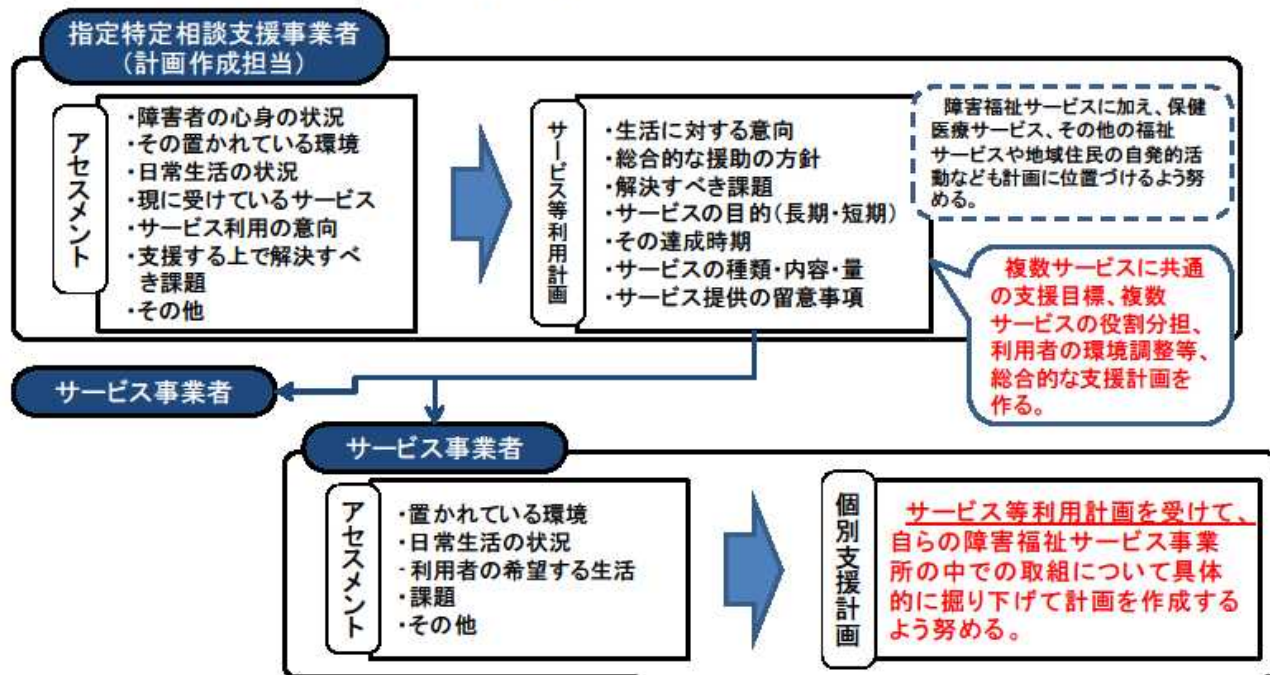 指定特定相談支援事業者
(計画作成担当)
アセスメント
・障害者の心身の状況
・その置かれている環境
・日常生活の状況
・現に受けているサービス
・サービス利用の意向
・支援する上で解決すべ
き課題
・その他
サービス等利用計画
・生活に対する意向
・総合的な援助の方針
・解決すべき課題
・サービスの目的(長期・短期)
・その達成時期
・サービスの種類・内容・量
・サービス提供の留意事項
障害福祉サービスに加え、保健
医療サービス、その他の福祉
サービスや地域住民の自発的活
動なども計画に位置づけるよう努
める。
複数サービスに共通
の支援目標、複数
サービスの役割分担、
利用者の環境調整等、
総合的な支援計画を
作る。
サービス事業者
サービス事業者
アセスメント
・置かれている環境
・日常生活の状況
・利用者の希望する生活
・課題
・その他
個別支援計画
サービス等利用計画を受けて、
自らの障害福祉サービス事業
所の中での取組について具体
的に掘り下げて計画を作成する
よう努める。